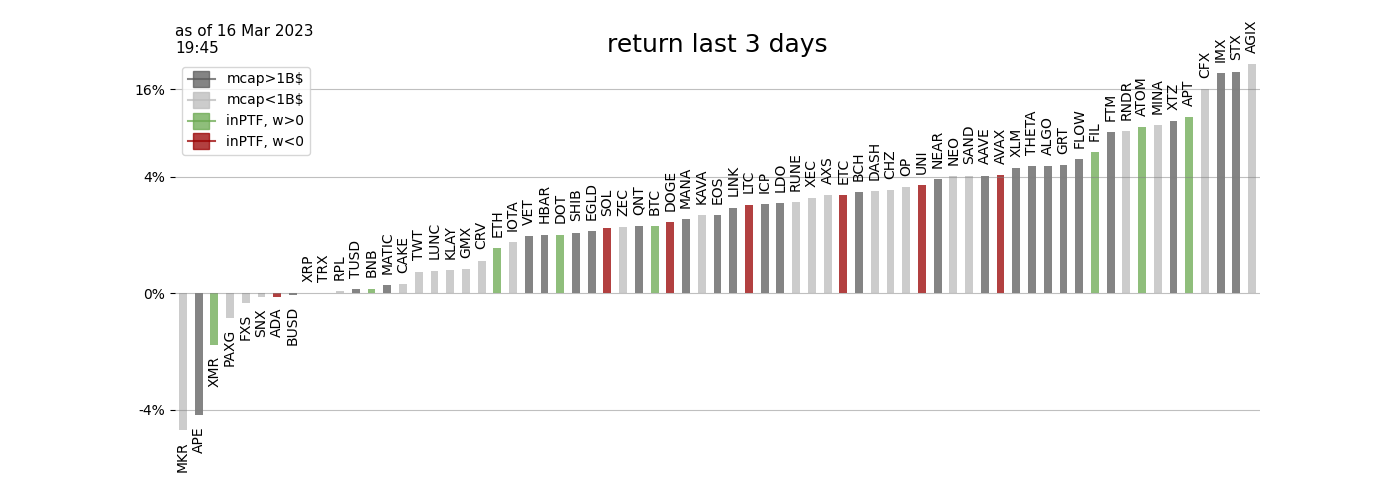 as of 16 Mar 2023
19:45
return last 3 days
mcap>1B$
mcap<1B$
inPTF, w>0
inPTF, w<0
16%
4%
0%
-4%
MKR
APE
XMR
PAXG
FXS
SNX
ADA
BUSD
XRP
TRX
RPL
TUSD
BNB
MATIC
CAKE
TWT
LUNC
KLAY
GMX
CRV
ETH
IOTA
VET
HBAR
DOT
SHIB
EGLD
SOL
ZEC
QNT
BTC
DOGE
MANA
KAVA
EOS
LINK
LTC
ICP
LDO
RUNE
XEC
AXS
ETC
BCH
DASH
CHZ
OP
UNI
NEAR
NEO
SAND
AAVE
AVAX
XLM
THETA
ALGO
GRT
FLOW
FIL
FTM
RNDR
ATOM
MINA
XTZ
APT
CFX
IMX
STX
AGIX